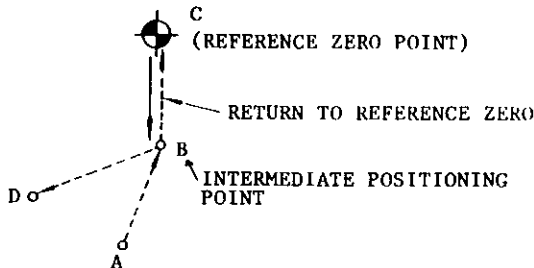 C
(REFERENCE ZERO POINT)
RETURN TO REFERENCE ZERO
B
INTERMEDIATE POSITIONING
POINT
D
A